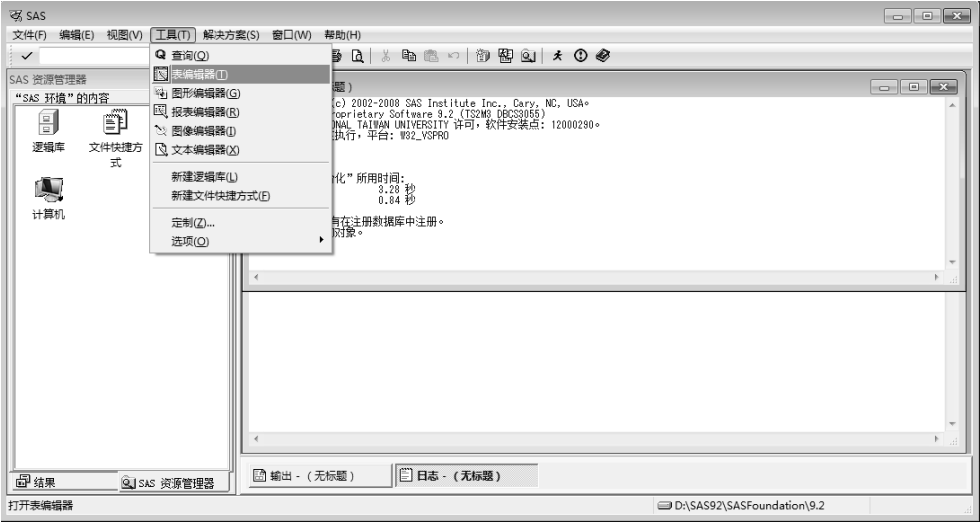 SAS
文件(F) 编辑(E) 视图(V) 工具(T) 解决方案(S) 窗口(W) 帮助(H)
SAS 资源管理器
“SAS 环境”的内容
逻辑库
文件快捷方式
计算机
查询(Q)
表编辑器(T)
图形编辑器(G)
报表编辑器(R)
图像编辑器(I)
文本编辑器(X)
新建逻辑库(L)
新建文件快捷方式(F)
定制(Z)...
选项(O)
题)
(c) 2002-2008 SAS Institute Inc., Cary, NC, USA。
oprietary Software 9.2 (TS2M3 DBCS3055)
ONAL TAIWAN UNIVERSITY 许可，软件安装点: 12000290。
执行，平台: W32_VSPRO
化”所用时间:
3.28 秒
0.84 秒
有在注册数据库中注册。
对象。
结果
SAS 资源管理器
输出 - (无标题)
日志 - (无标题)
打开表编辑器
D:\SAS92\SASFoundation\9.2